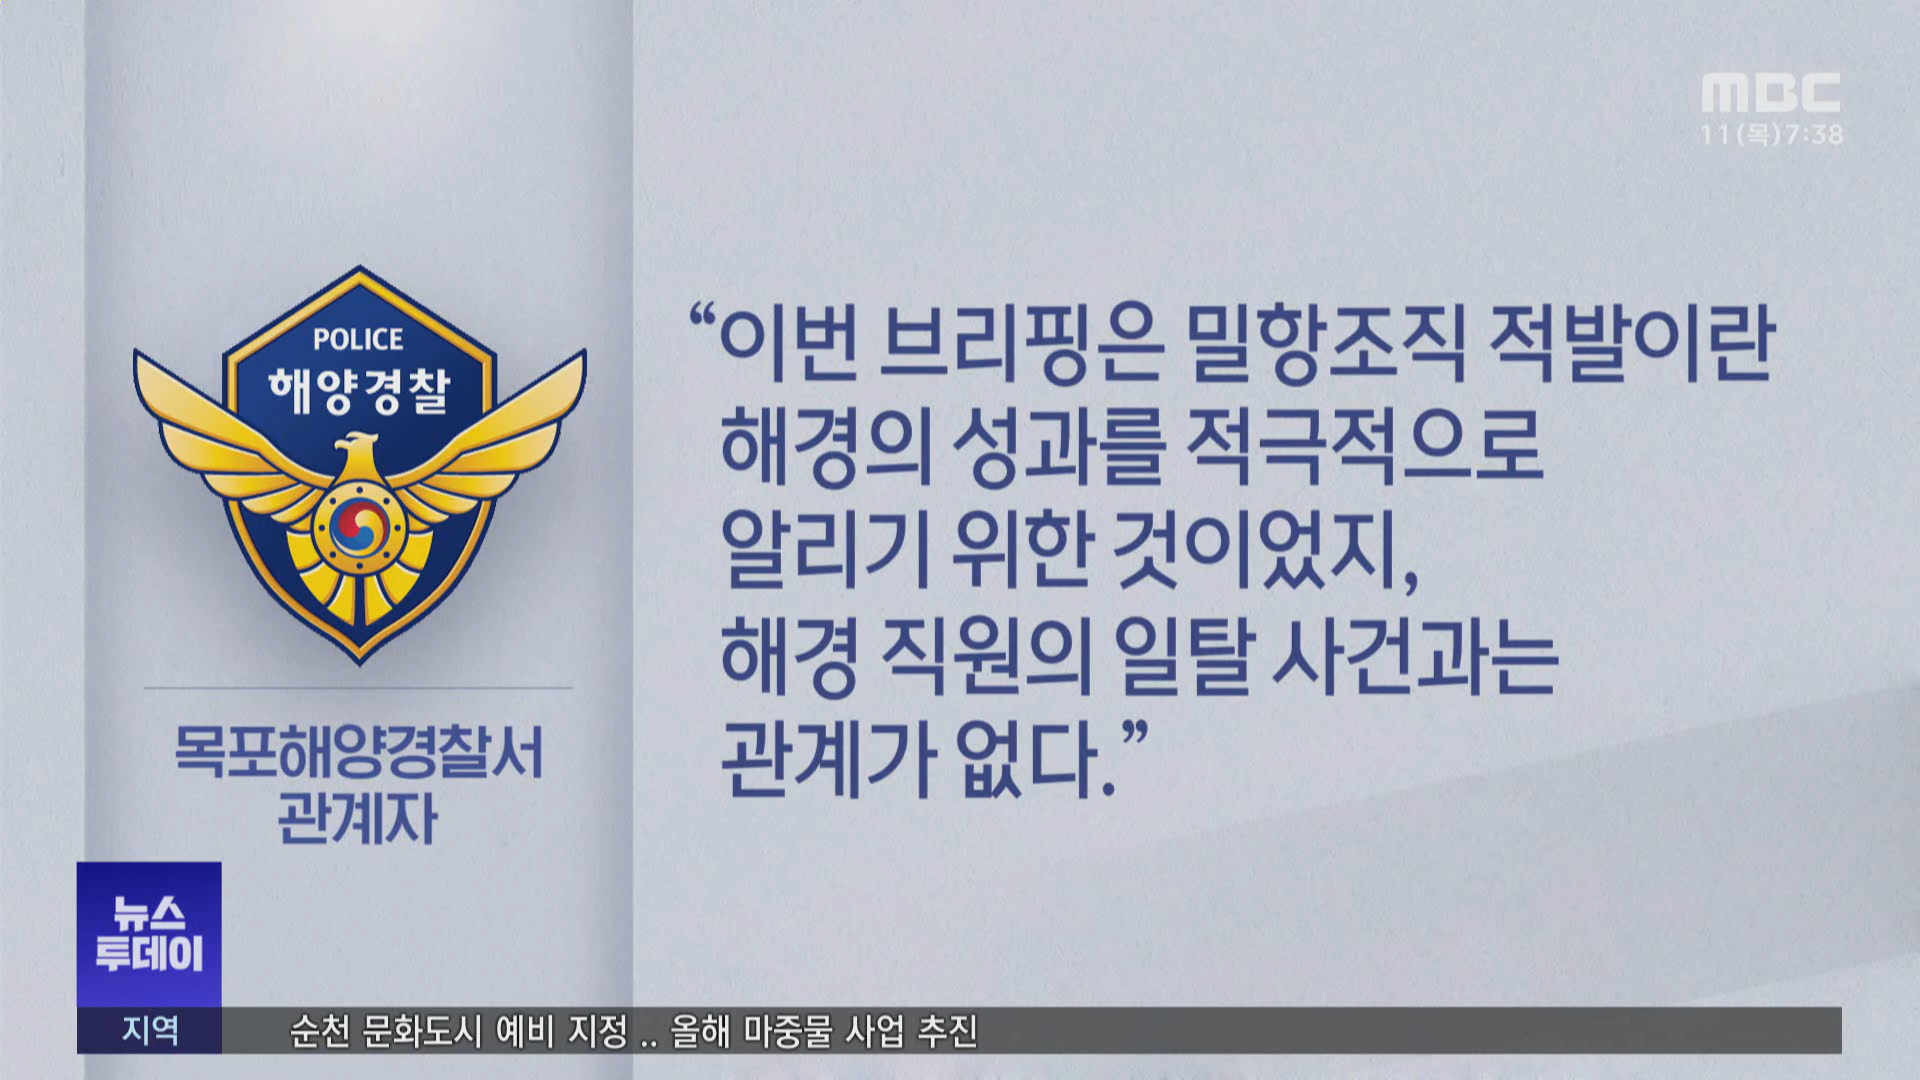 MBC
11(목)7:38
POLICE
해양경찰
목포해양경찰서
관계자
“이번 브리핑은 밀항조직 적발이란
해경의 성과를 적극적으로
알리기 위한 것이었지,
해경 직원의 일탈 사건과는
관계가 없다.”
뉴스
투데이
지역
순천 문화도시 예비 지정 .. 올해 마중물 사업 추진